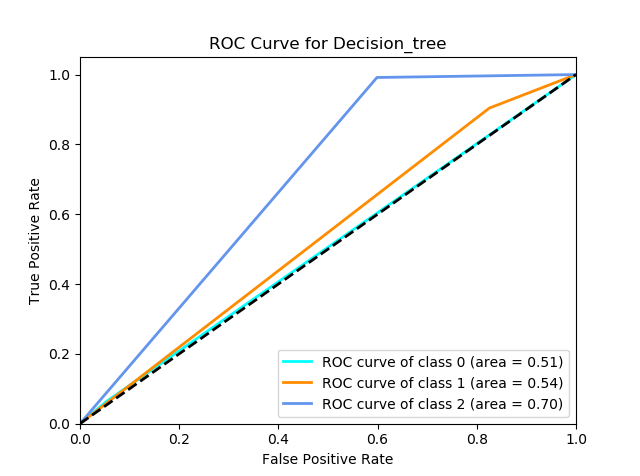 ROC Curve for Decision_tree
True Positive Rate
1.0
0.8
0.6
0.4
0.2
0.0
ROC curve of class 0 (area = 0.51)
ROC curve of class 1 (area = 0.54)
ROC curve of class 2 (area = 0.70)
0.0 0.2 0.4 0.6 0.8 1.0
False Positive Rate